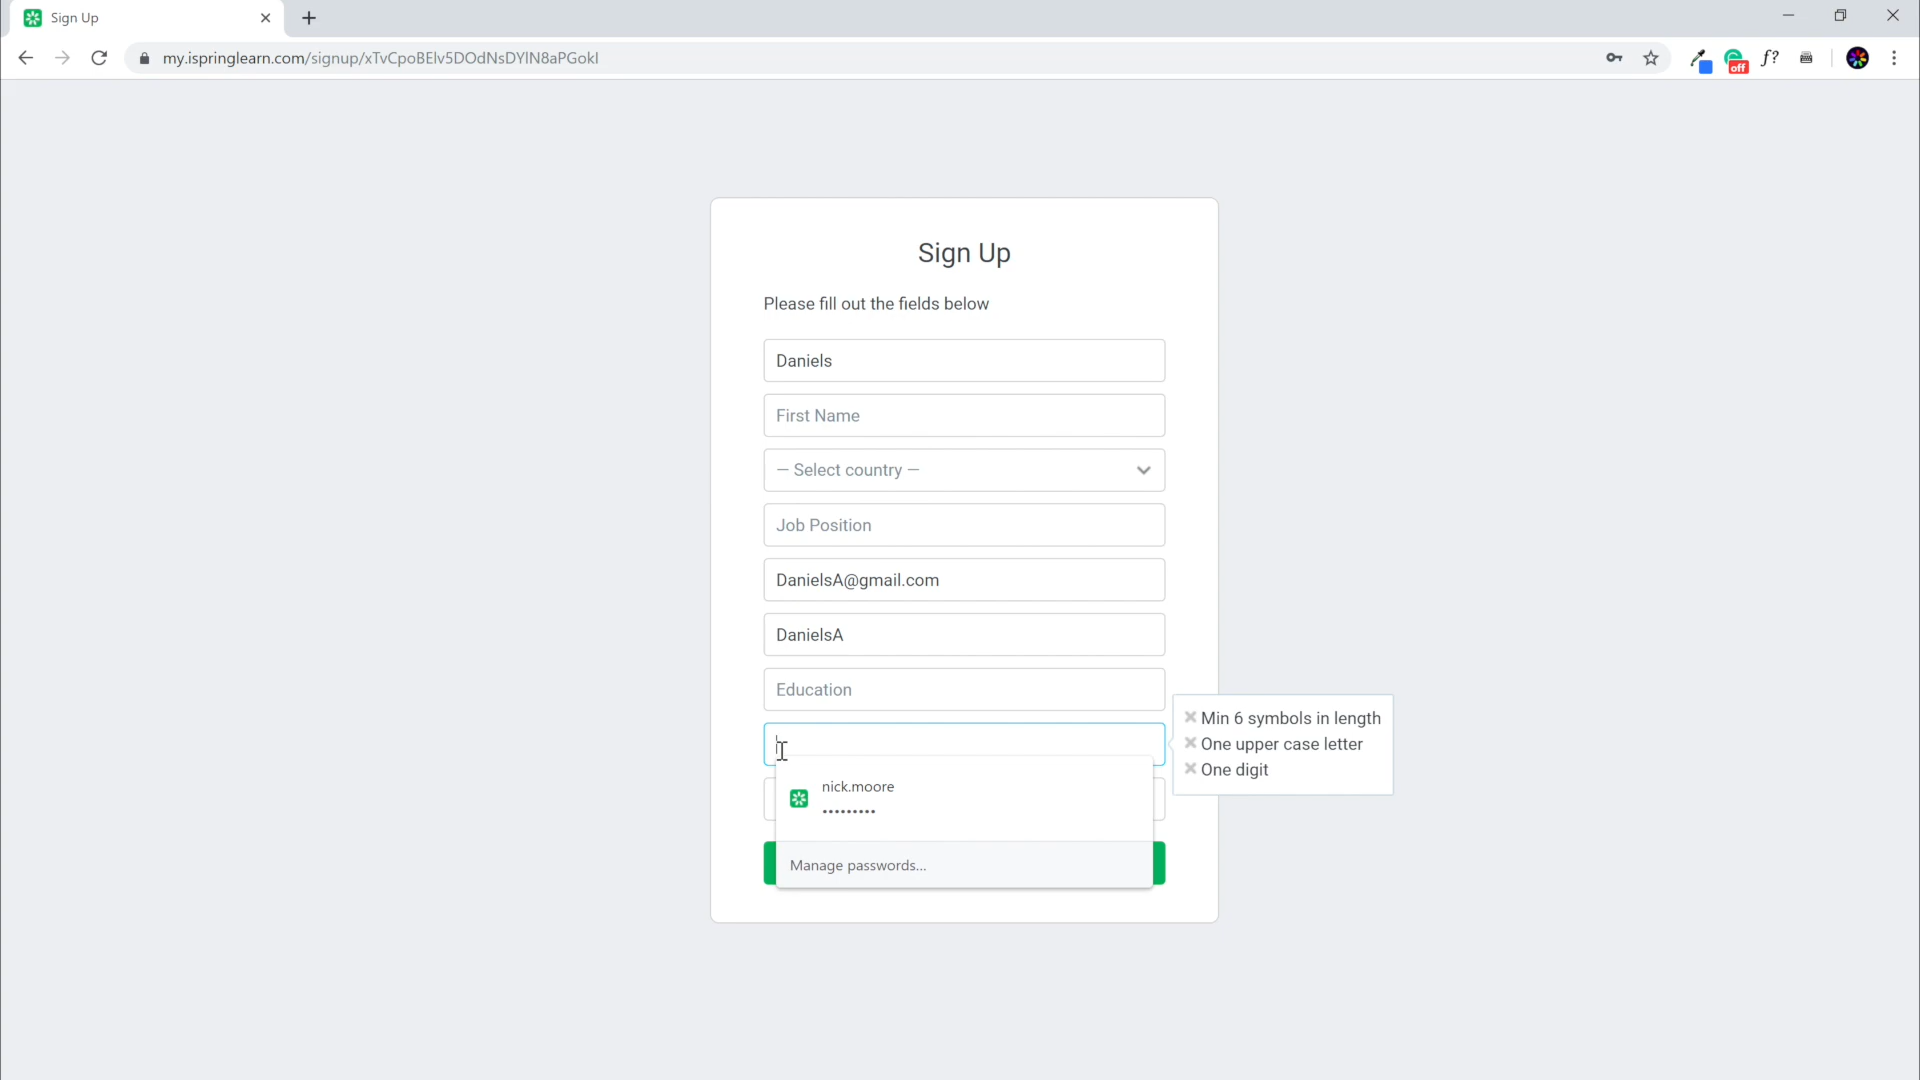 Sign Up
my.ispringlearn.com/signup/xTvCpoBElv5DOdNsDYlN8aPGokl
off
f?
Sign Up
Please fill out the fields below
Daniels
First Name
— Select country —
Job Position
DanielsA@gmail.com
DanielsA
Education
Min 6 symbols in length
One upper case letter
One digit
nick.moore
•••••••••
Manage passwords...